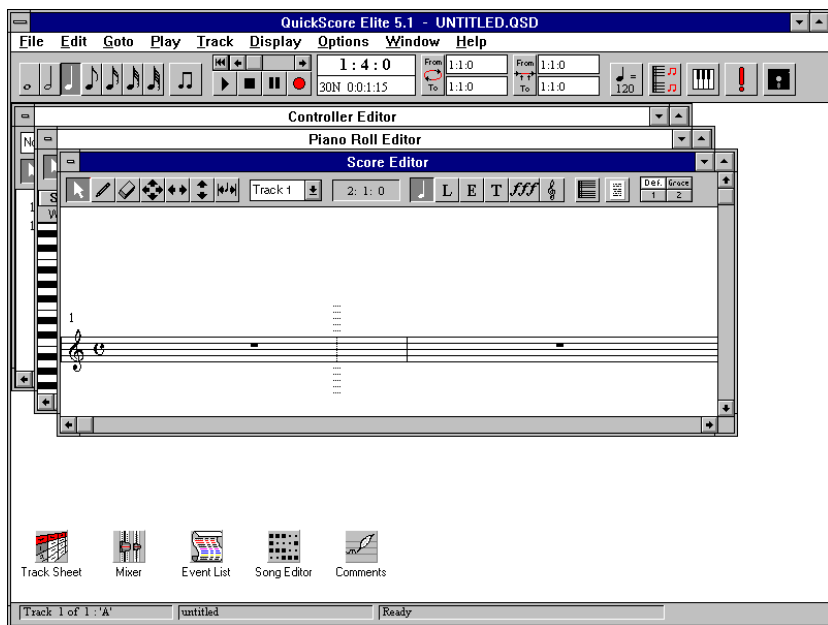 QuickScore Elite 5.1 - UNTITLED.QSD
File Edit Goto Play Track Display Options Window Help
1:4:0
30N 0:0:1:15
From 1:1:0
To 1:1:0
From 1:1:0
To 1:1:0
= 120
Controller Editor
Piano Roll Editor
Score Editor
Track 1
2: 1: 0
L E T fff
Def. Grace
1 2
1
Track Sheet
Mixer
Event List
Song Editor
Comments
Track 1 of 1 : 'A'
untitled
Ready